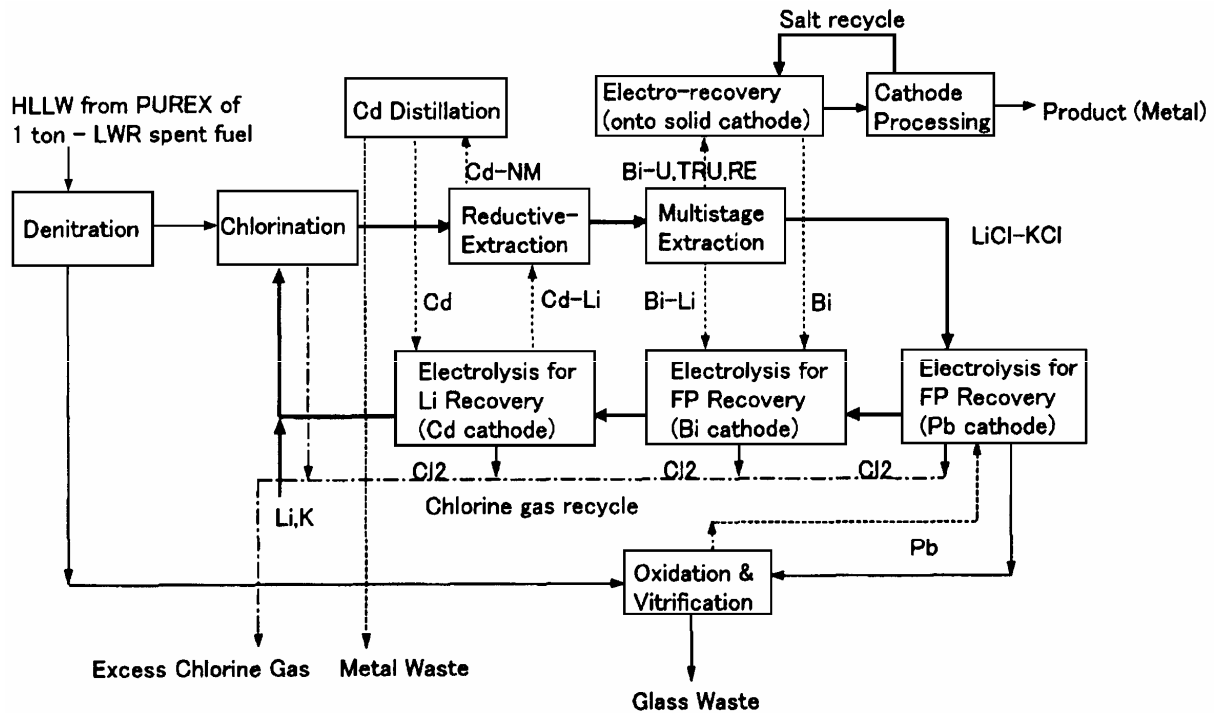 Salt recycle
HLLW from PUREX of
1 ton - LWR spent fuel
Cd Distillation
Electro-recovery
(onto solid cathode)
Cathode
Processing
Product (Metal)
Cd-NM
Bi-U,TRU,RE
Denitration
Chlorination
Reductive-
Extraction
Multistage
Extraction
LiCl-KCl
Cd
Cd-Li
Bi-Li
Bi
Electrolysis for
Li Recovery
(Cd cathode)
Electrolysis for
FP Recovery
(Bi cathode)
Electrolysis for
FP Recovery
(Pb cathode)
Cl2
Cl2
Cl2
Li,K
Chlorine gas recycle
Pb
Oxidation &
Vitrification
Excess Chlorine Gas
Metal Waste
Glass Waste